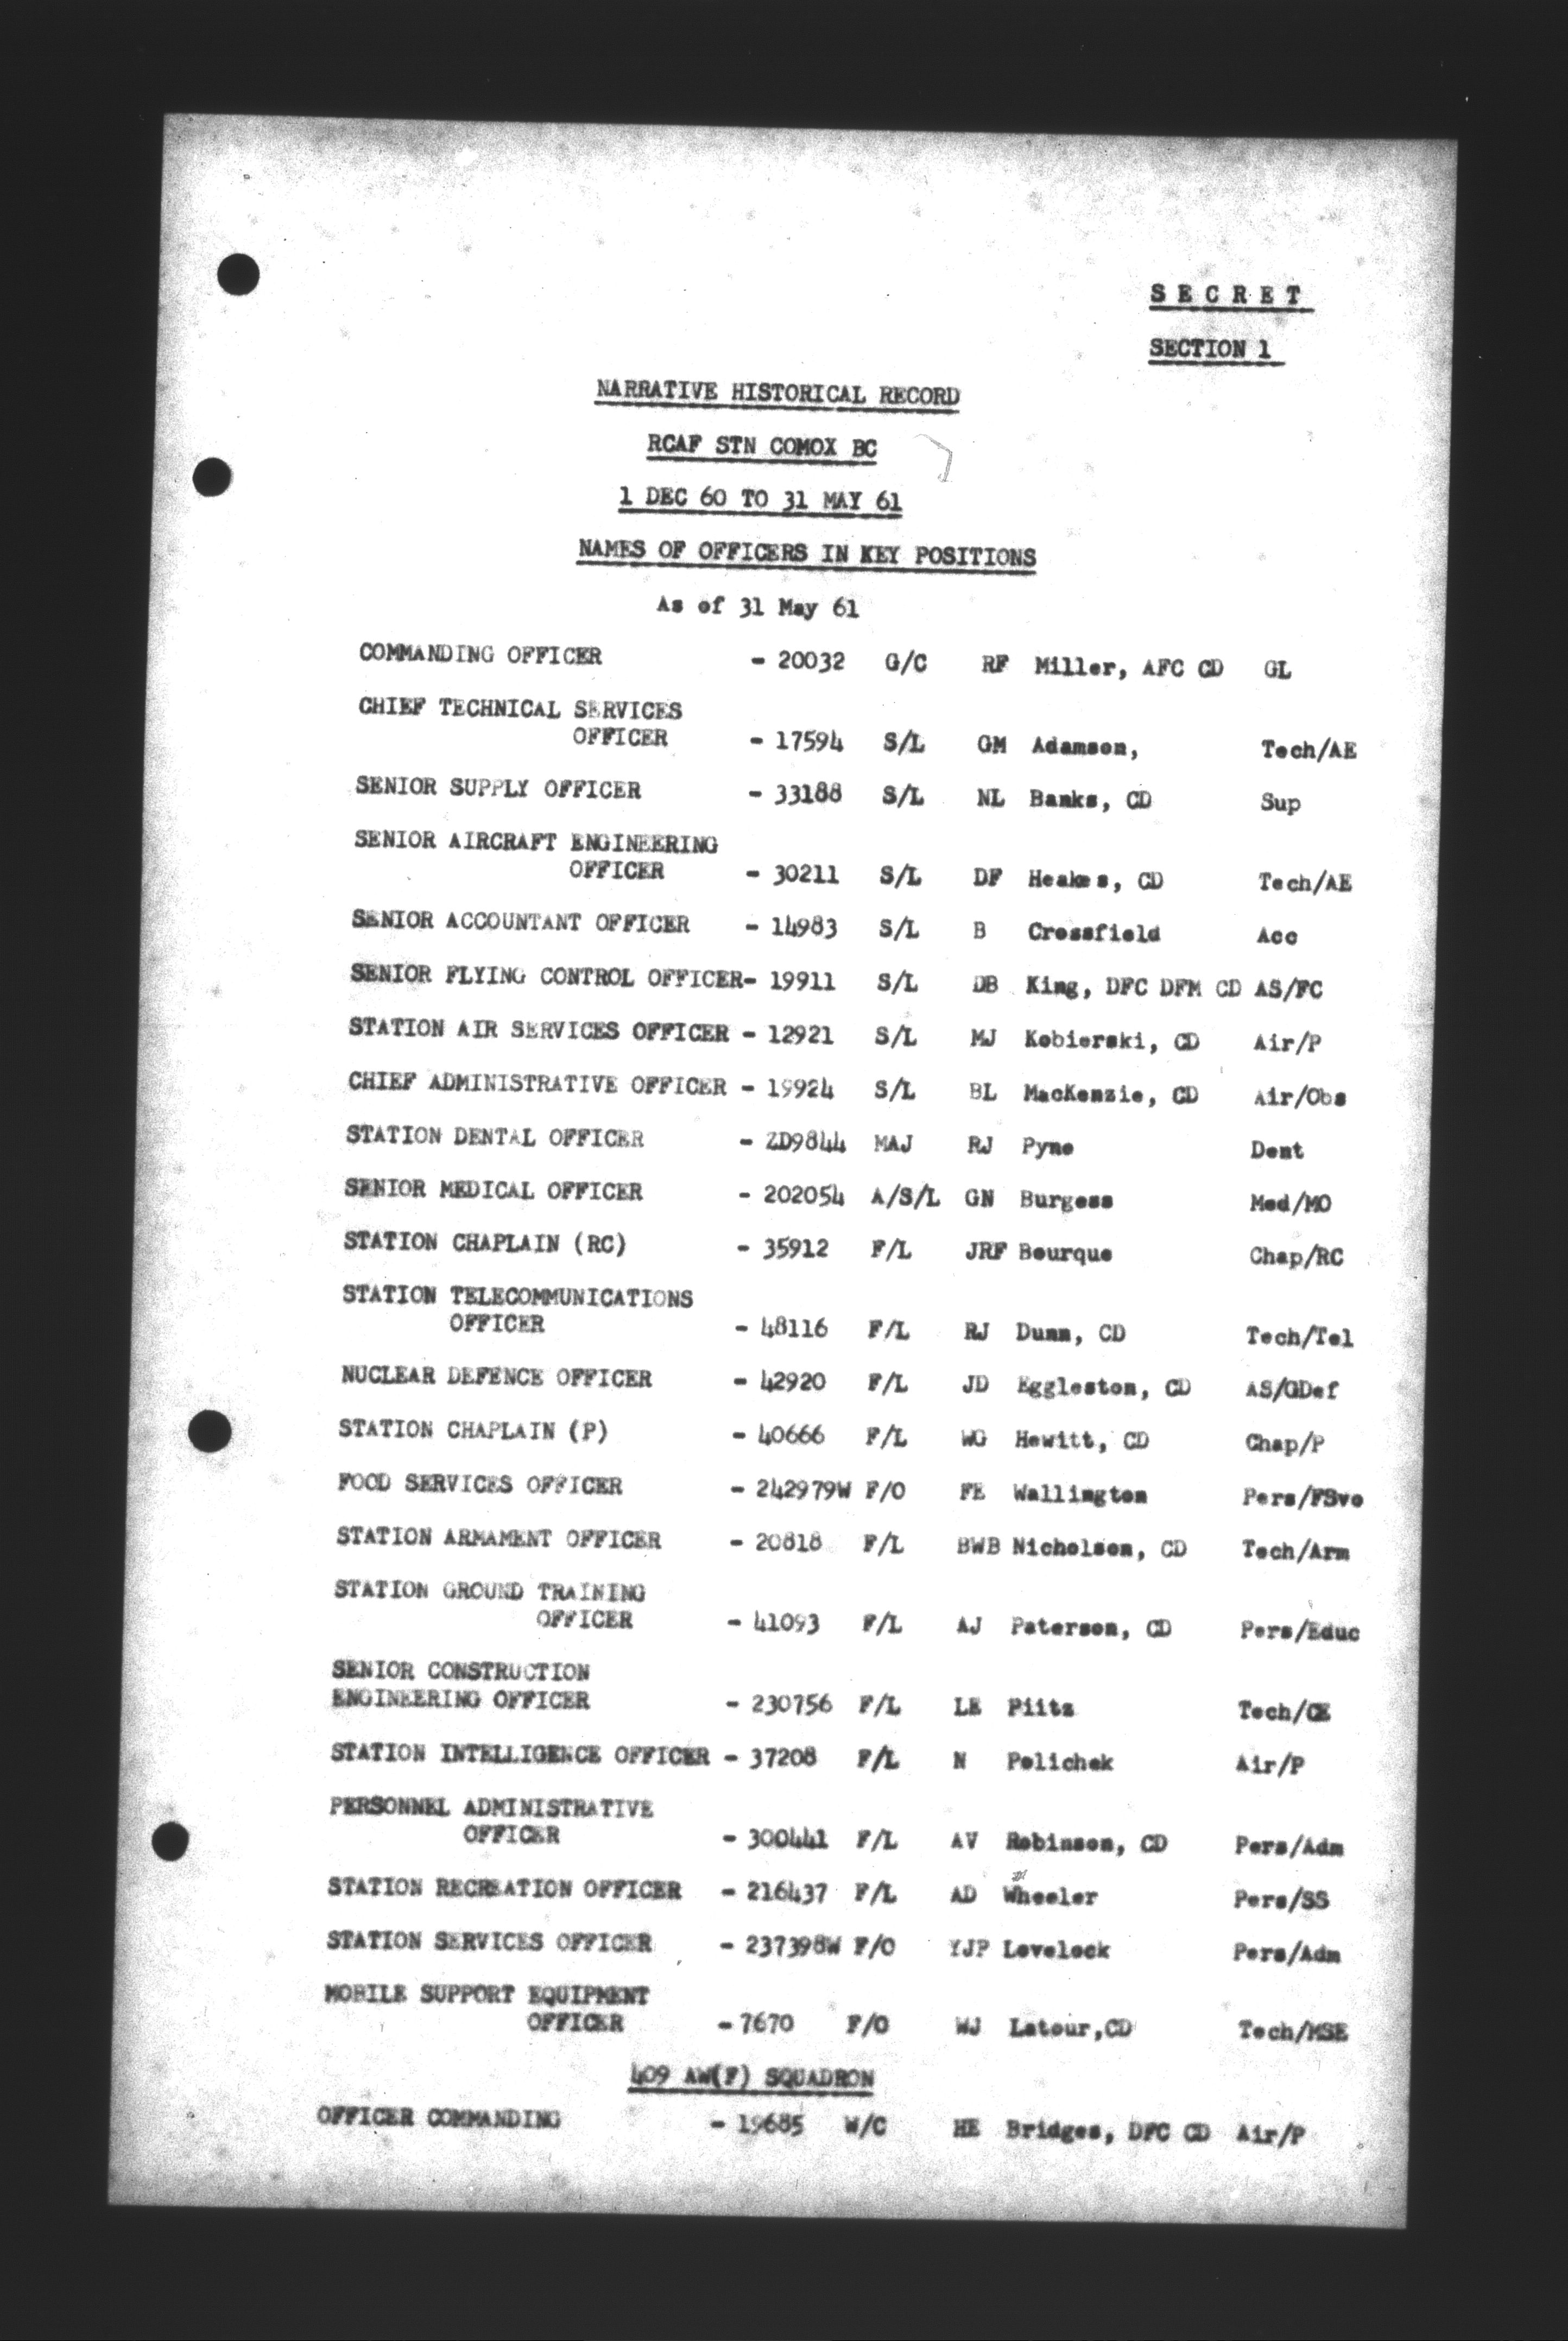 SECRET
SECTION 1
NARRATIVE HISTORICAL RECORD
RCAF STN COMOX BC
1 DEC 60 TO 31 MAY 61
NAMES OF OFFICERS IN KEY POSITIONS
As of 31 May 61
COMMANDING OFFICER - 20032 G/C RF Miller, AFC CD GL
CHIEF TECHNICAL SERVICES
OFFICER - 17594 S/L GM Adamson, Tech/AE
SENIOR SUPPLY OFFICER - 33188 S/L NL Banks, CD Sup
SENIOR AIRCRAFT ENGINEERING
OFFICER - 30211 S/L DF Heakes, CD Tech/AE
SENIOR ACCOUNTANT OFFICER - 14983 S/L B Crossfield Acc
SENIOR FLYING CONTROL OFFICER- 19911 S/L DB King, DFC DFM CD AS/FC
STATION AIR SERVICES OFFICER - 12921 S/L MJ Kobierski, CD Air/P
CHIEF ADMINISTRATIVE OFFICER - 19924 S/L BL MacKenzie, CD Air/Obs
STATION DENTAL OFFICER - ZD9844 MAJ RJ Pyne Dent
SENIOR MEDICAL OFFICER - 202054 A/S/L GN Burgess Med/MO
STATION CHAPLAIN (RC) - 35912 F/L JRF Bourque Chap/RC
STATION TELECOMMUNICATIONS
OFFICER - 48116 F/L RJ Dunn, CD Tech/Tel
NUCLEAR DEFENCE OFFICER - 42920 F/L JD Eggleston, CD AS/GDef
STATION CHAPLAIN (P) - 40666 F/L WG Hewitt, CD Chap/P
FOOD SERVICES OFFICER - 242979W F/O FE Wallington Pers/FSvo
STATION ARMAMENT OFFICER - 20818 F/L BWB Nicholson, CD Tech/Arm
STATION GROUND TRAINING
OFFICER - 41093 F/L AJ Paterson, CD Pers/Educ
SENIOR CONSTRUCTION
ENGINEERING OFFICER - 230756 F/L LE Piitz Tech/CE
STATION INTELLIGENCE OFFICER - 37208 F/L N Polichek Air/P
PERSONNEL ADMINISTRATIVE
OFFICER - 300441 F/L AV Robinson, CD Pers/Adm
STATION RECREATION OFFICER - 216437 F/L AD Wheeler Pers/SS
STATION SERVICES OFFICER - 237398W F/O YJP Lovelock Pers/Adm
MOBILE SUPPORT EQUIPMENT
OFFICER - 7670 F/O WJ Latour,CD Tech/MSE
409 AW(F) SQUADRON
OFFICER COMMANDING - 19685 W/C HE Bridges, DFC CD Air/P